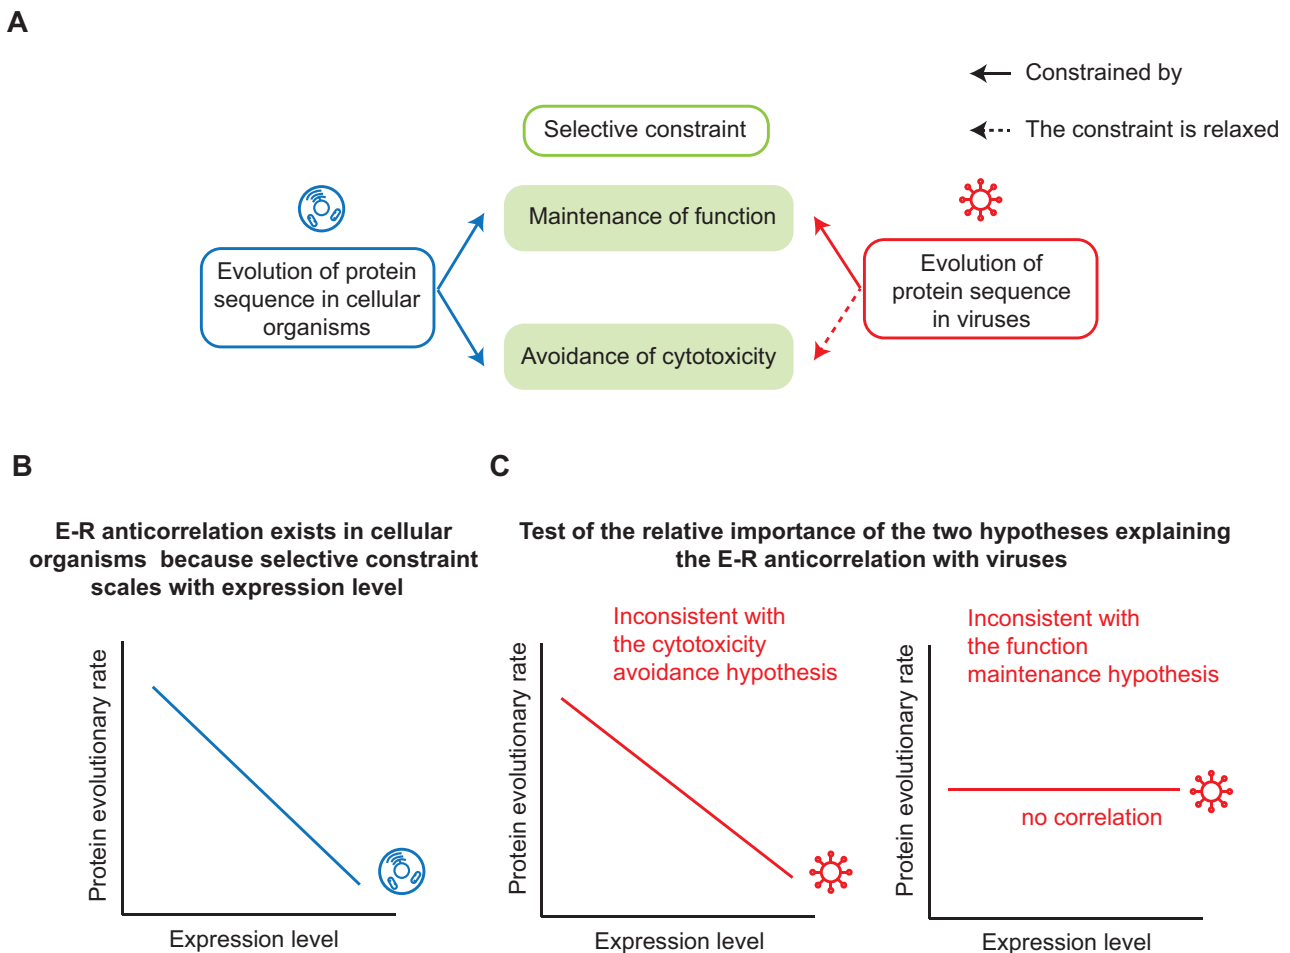 A
Constrained by
The constraint is relaxed
Selective constraint
Maintenance of function
Avoidance of cytotoxicity
Evolution of protein
sequence in cellular
organisms
Evolution of
protein sequence
in viruses
B
E-R anticorrelation exists in cellular
organisms because selective constraint
scales with expression level
Protein evolutionary rate
Expression level
C
Test of the relative importance of the two hypotheses explaining
the E-R anticorrelation with viruses
Inconsistent with
the cytotoxicity
avoidance hypothesis
Protein evolutionary rate
Expression level
Inconsistent with
the function
maintenance hypothesis
Protein evolutionary rate
no correlation
Expression level